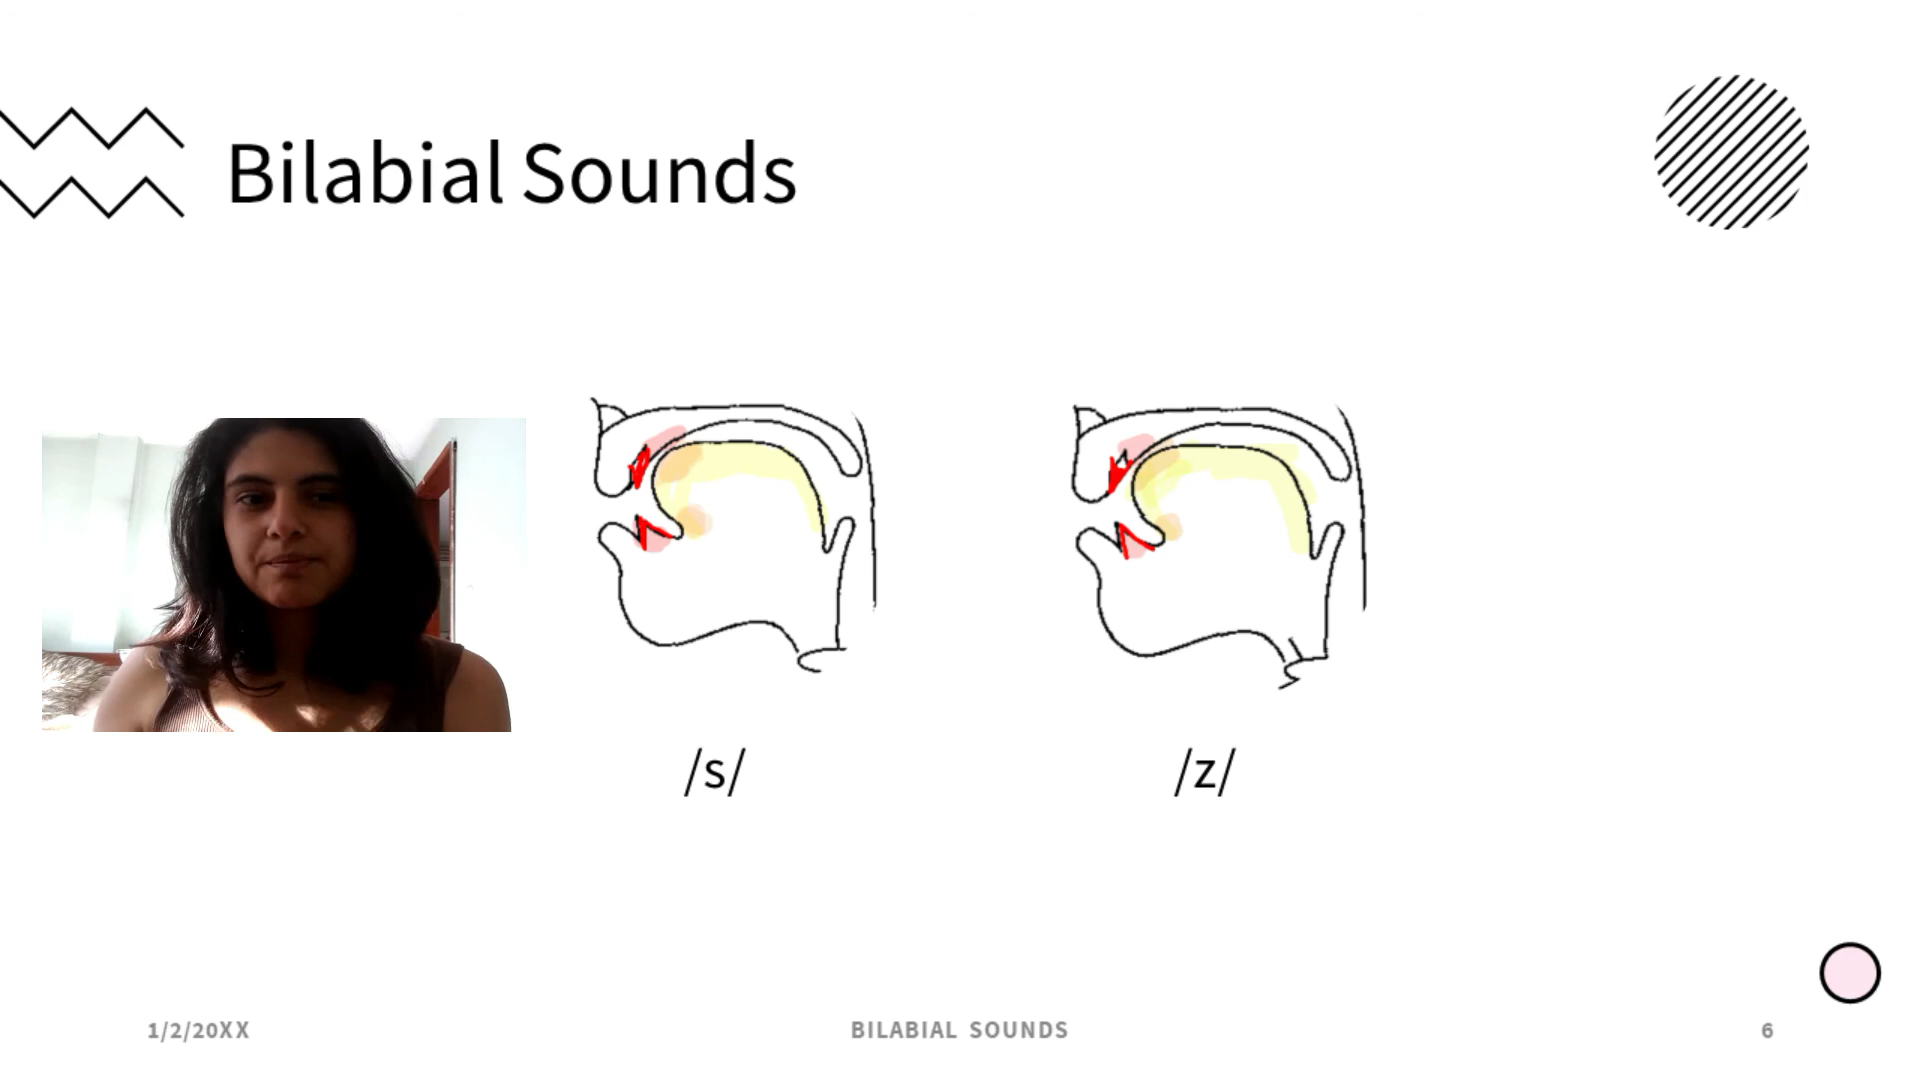 Bilabial Sounds
/s/
/z/
1/2/20XX
BILABIAL SOUNDS
6